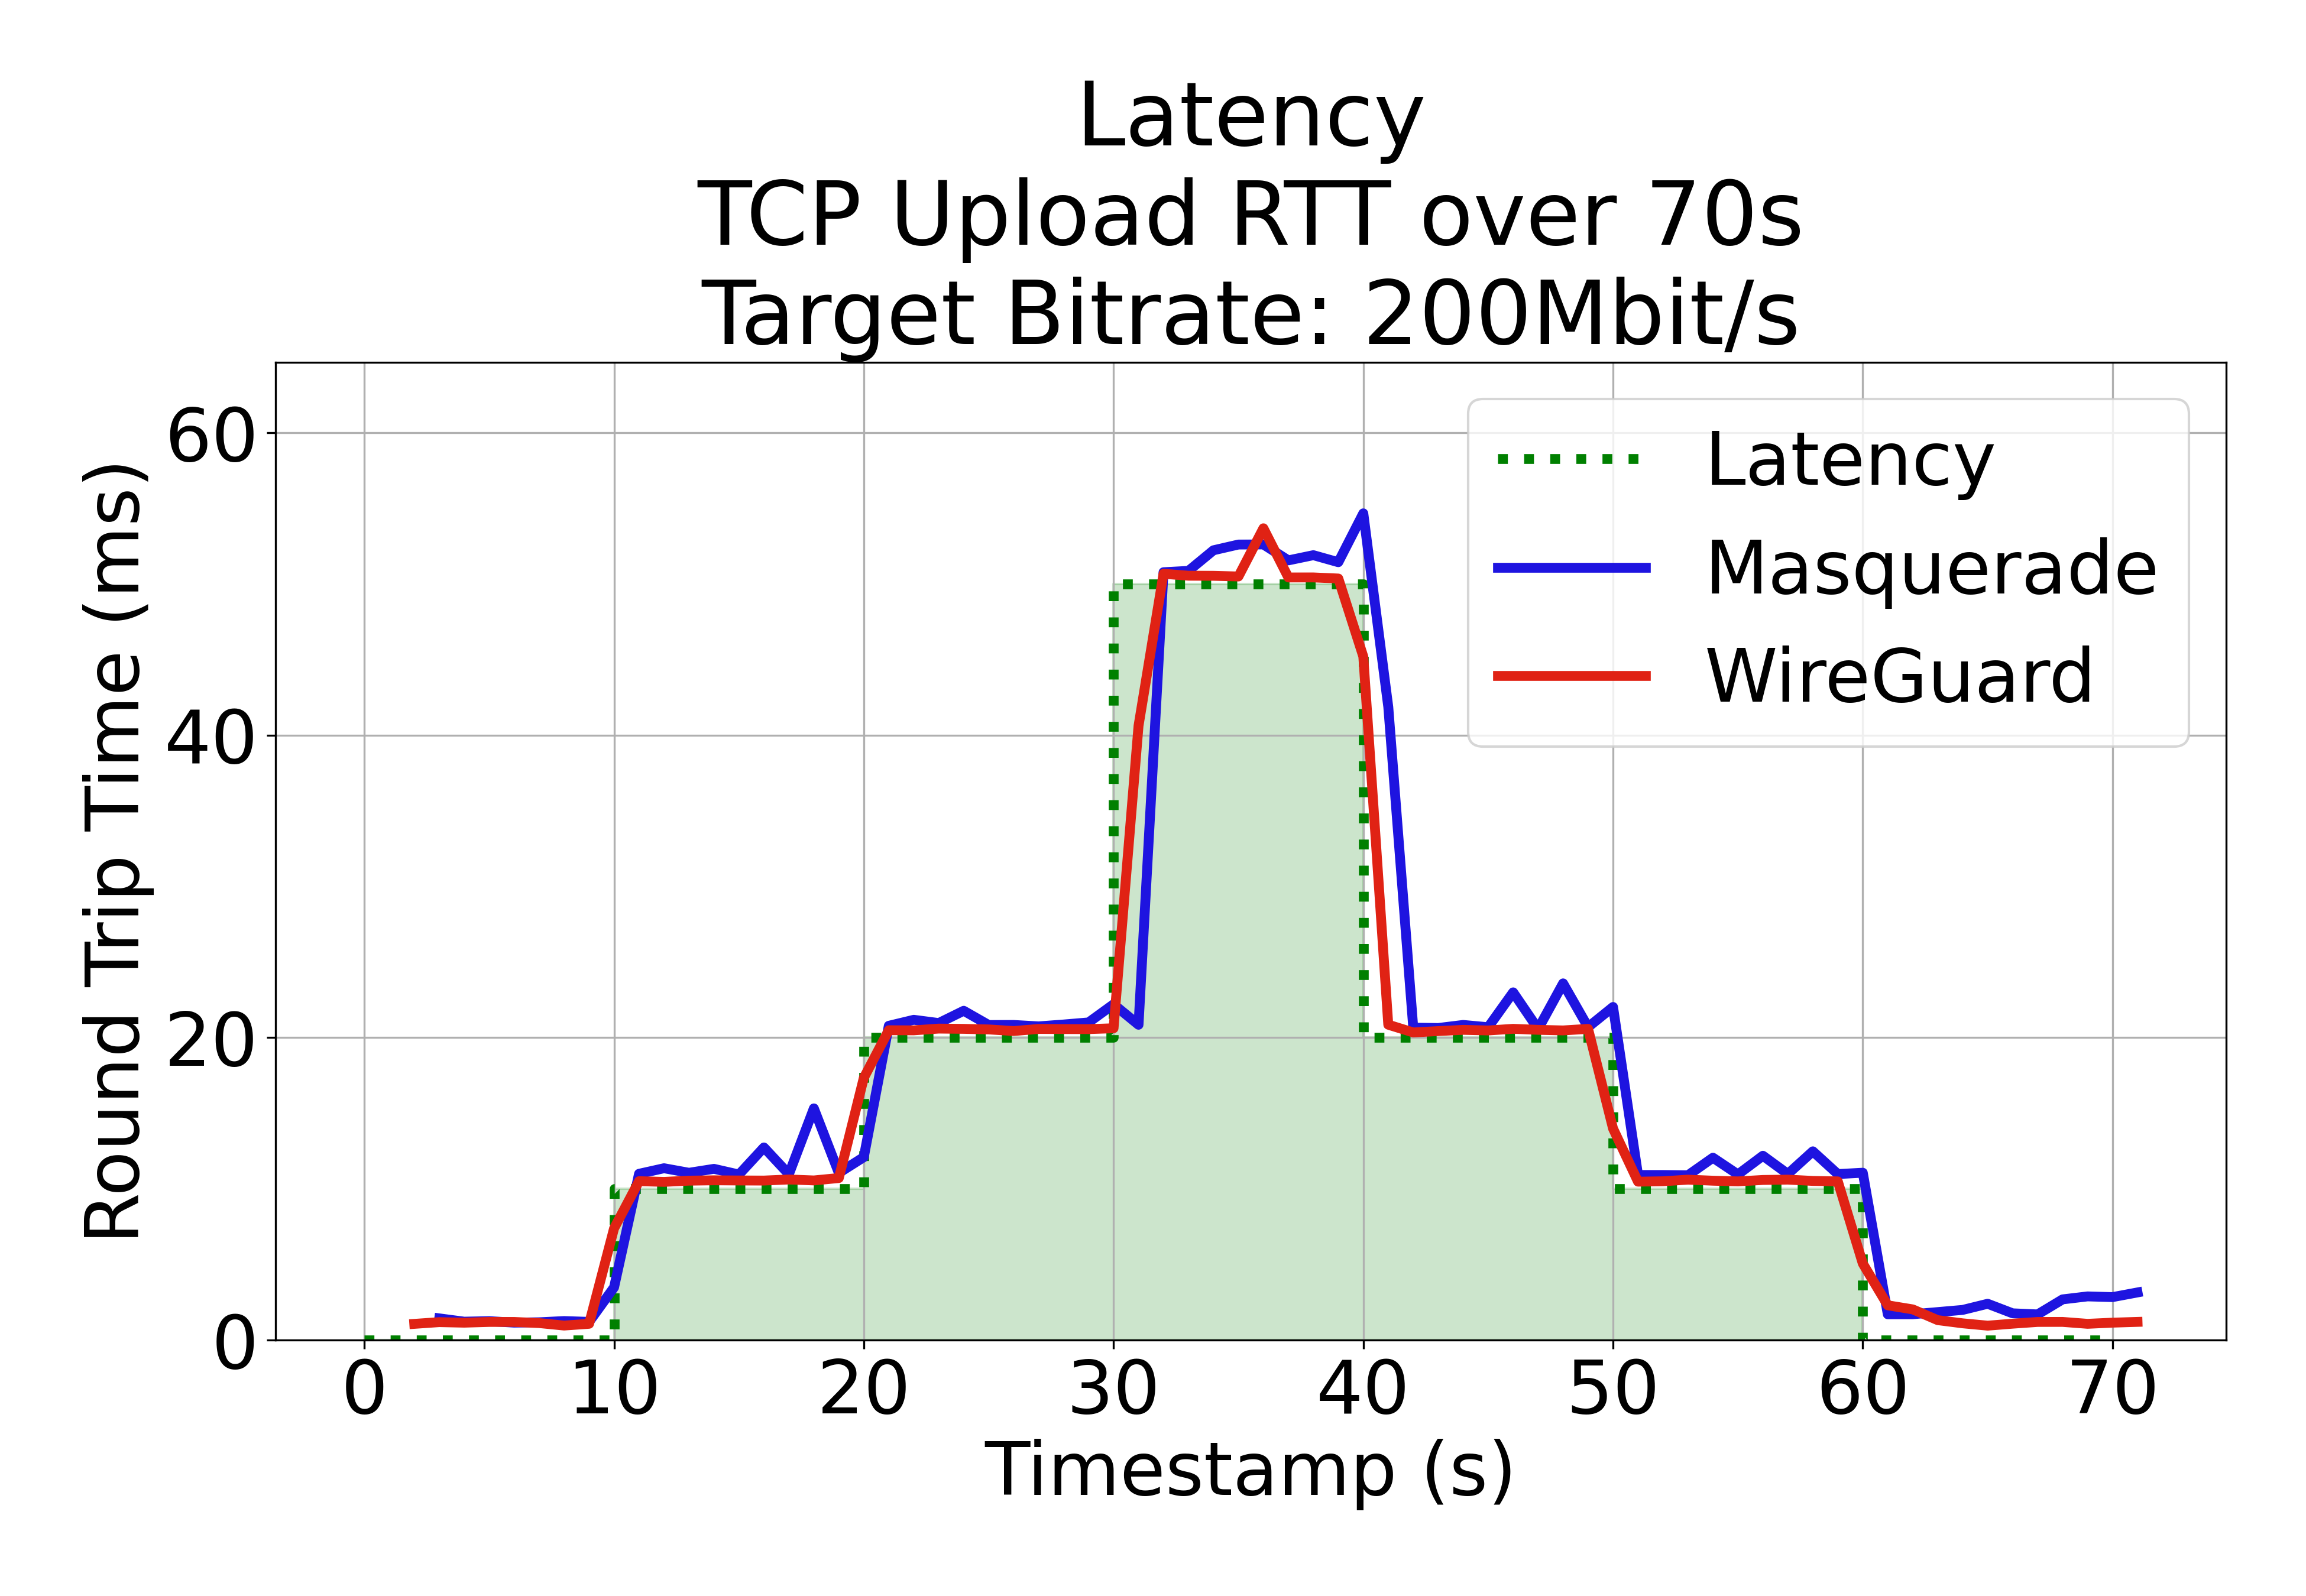 Latency
TCP Upload RTT over 70s
Target Bitrate: 200Mbit/s
60
40
20
0
Round Trip Time (ms)
Latency
Masquerade
WireGuard
0 10 20 30 40 50 60 70
Timestamp (s)